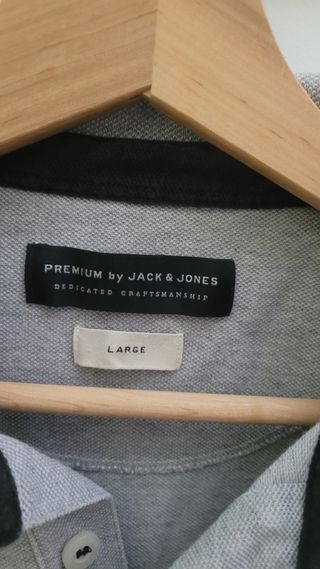 PREMIUM by JACK & JONES
DEDICATED CRAFTSMANSHIP
LARGE